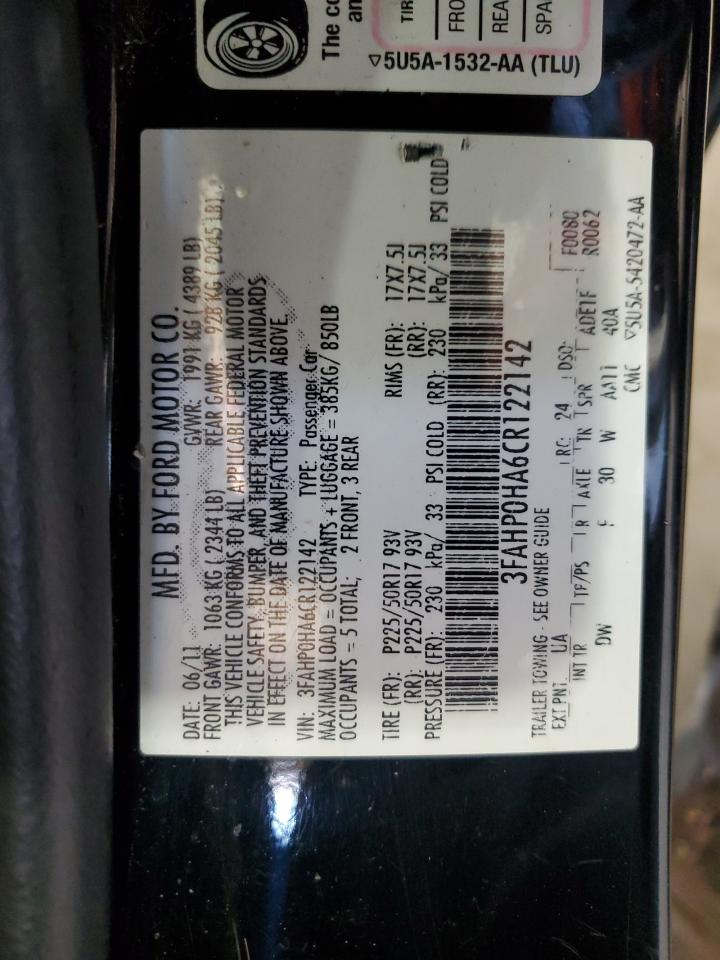 The co
an
TIR
FRO
REA
SPA
▽5U5A-1532-AA (TLU)
MFD. BY FORD MOTOR CO.
DATE: 06/11 GVWR: 1991 KG ( 4389 LB)
FRONT GAWR: 1063 KG ( 2344 LB) REAR GAWR: 928 KG ( 2045 LB).
THIS VEHICLE CONFORMS TO ALL APPLICABLE FEDERAL MOTOR
VEHICLE SAFETY, BUMPER, AND THEFT PREVENTION STANDARDS
IN EFFECT ON THE DATE OF MANUFACTURE SHOWN ABOVE.
VIN: 3FAHP0HA6CR122142 TYPE: Passenger Car
MAXIMUM LOAD = OCCUPANTS + LUGGAGE = 385KG/ 850LB
OCCUPANTS = 5 TOTAL; 2 FRONT, 3 REAR
TIRE (FR): P225/50R17 93V RIMS (FR): 17X7.5J
(RR): P225/50R17 93V (RR): 17X7.5J
PRESSURE (FR): 230 kPa/ 33 PSI COLD (RR): 230 kPa/ 33 PSI COLD
3FAHP0HA6CR122142
TRAILER TOWING - SEE OWNER GUIDE
EXT PNT: UA RC: 24 DSO: F0080
INT TR TP/PS R AXLE TR SPR ADE1F R0062
DW F 30 W AA11 40A
CMC ▽5U5A-5420472-AA